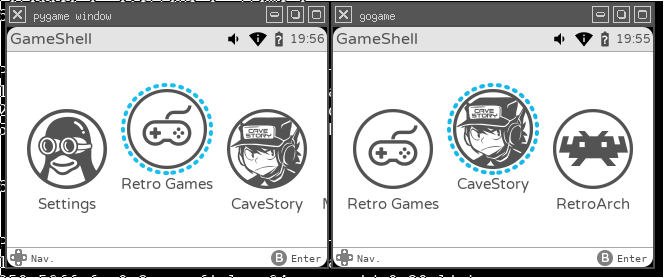 pygame window
GameShell 19:56
CAVE STORY
Retro Games
Settings CaveStory
Nav. B Enter
gogame
GameShell 19:55
CAVE STORY
CaveStory
Retro Games RetroArch
Nav. B Enter